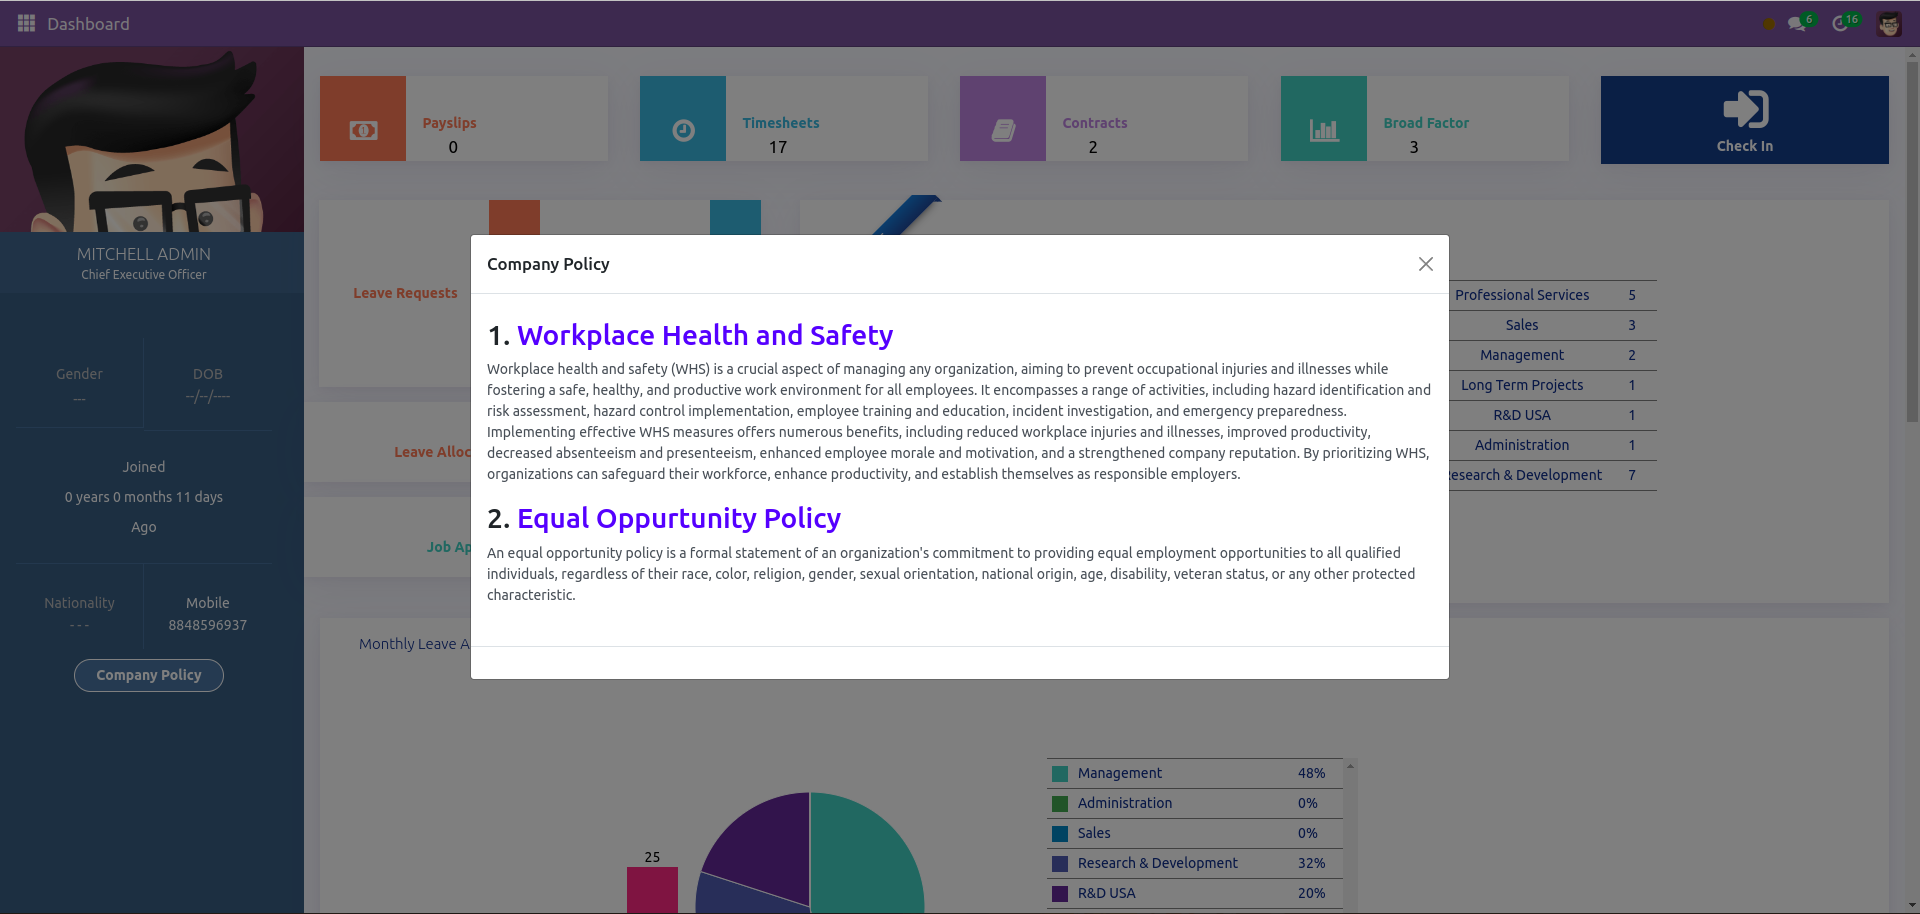 Dashboard
6
16
MITCHELL ADMIN
Chief Executive Officer
Gender
---
DOB
--/--/----
Joined
0 years 0 months 11 days
Ago
Nationality
- - -
Mobile
8848596937
Company Policy
Payslips
0
Timesheets
17
Contracts
2
Broad Factor
3
Check In
Leave Requests
Leave Alloc
Job Ap
Monthly Leave A
Professional Services 5
Sales 3
Management 2
Long Term Projects 1
R&D USA 1
Administration 1
esearch & Development 7
Company Policy
1. Workplace Health and Safety
Workplace health and safety (WHS) is a crucial aspect of managing any organization, aiming to prevent occupational injuries and illnesses while
fostering a safe, healthy, and productive work environment for all employees. It encompasses a range of activities, including hazard identification and
risk assessment, hazard control implementation, employee training and education, incident investigation, and emergency preparedness.
Implementing effective WHS measures offers numerous benefits, including reduced workplace injuries and illnesses, improved productivity,
decreased absenteeism and presenteeism, enhanced employee morale and motivation, and a strengthened company reputation. By prioritizing WHS,
organizations can safeguard their workforce, enhance productivity, and establish themselves as responsible employers.
2. Equal Oppurtunity Policy
An equal opportunity policy is a formal statement of an organization's commitment to providing equal employment opportunities to all qualified
individuals, regardless of their race, color, religion, gender, sexual orientation, national origin, age, disability, veteran status, or any other protected
characteristic.
25
Management 48%
Administration 0%
Sales 0%
Research & Development 32%
R&D USA 20%